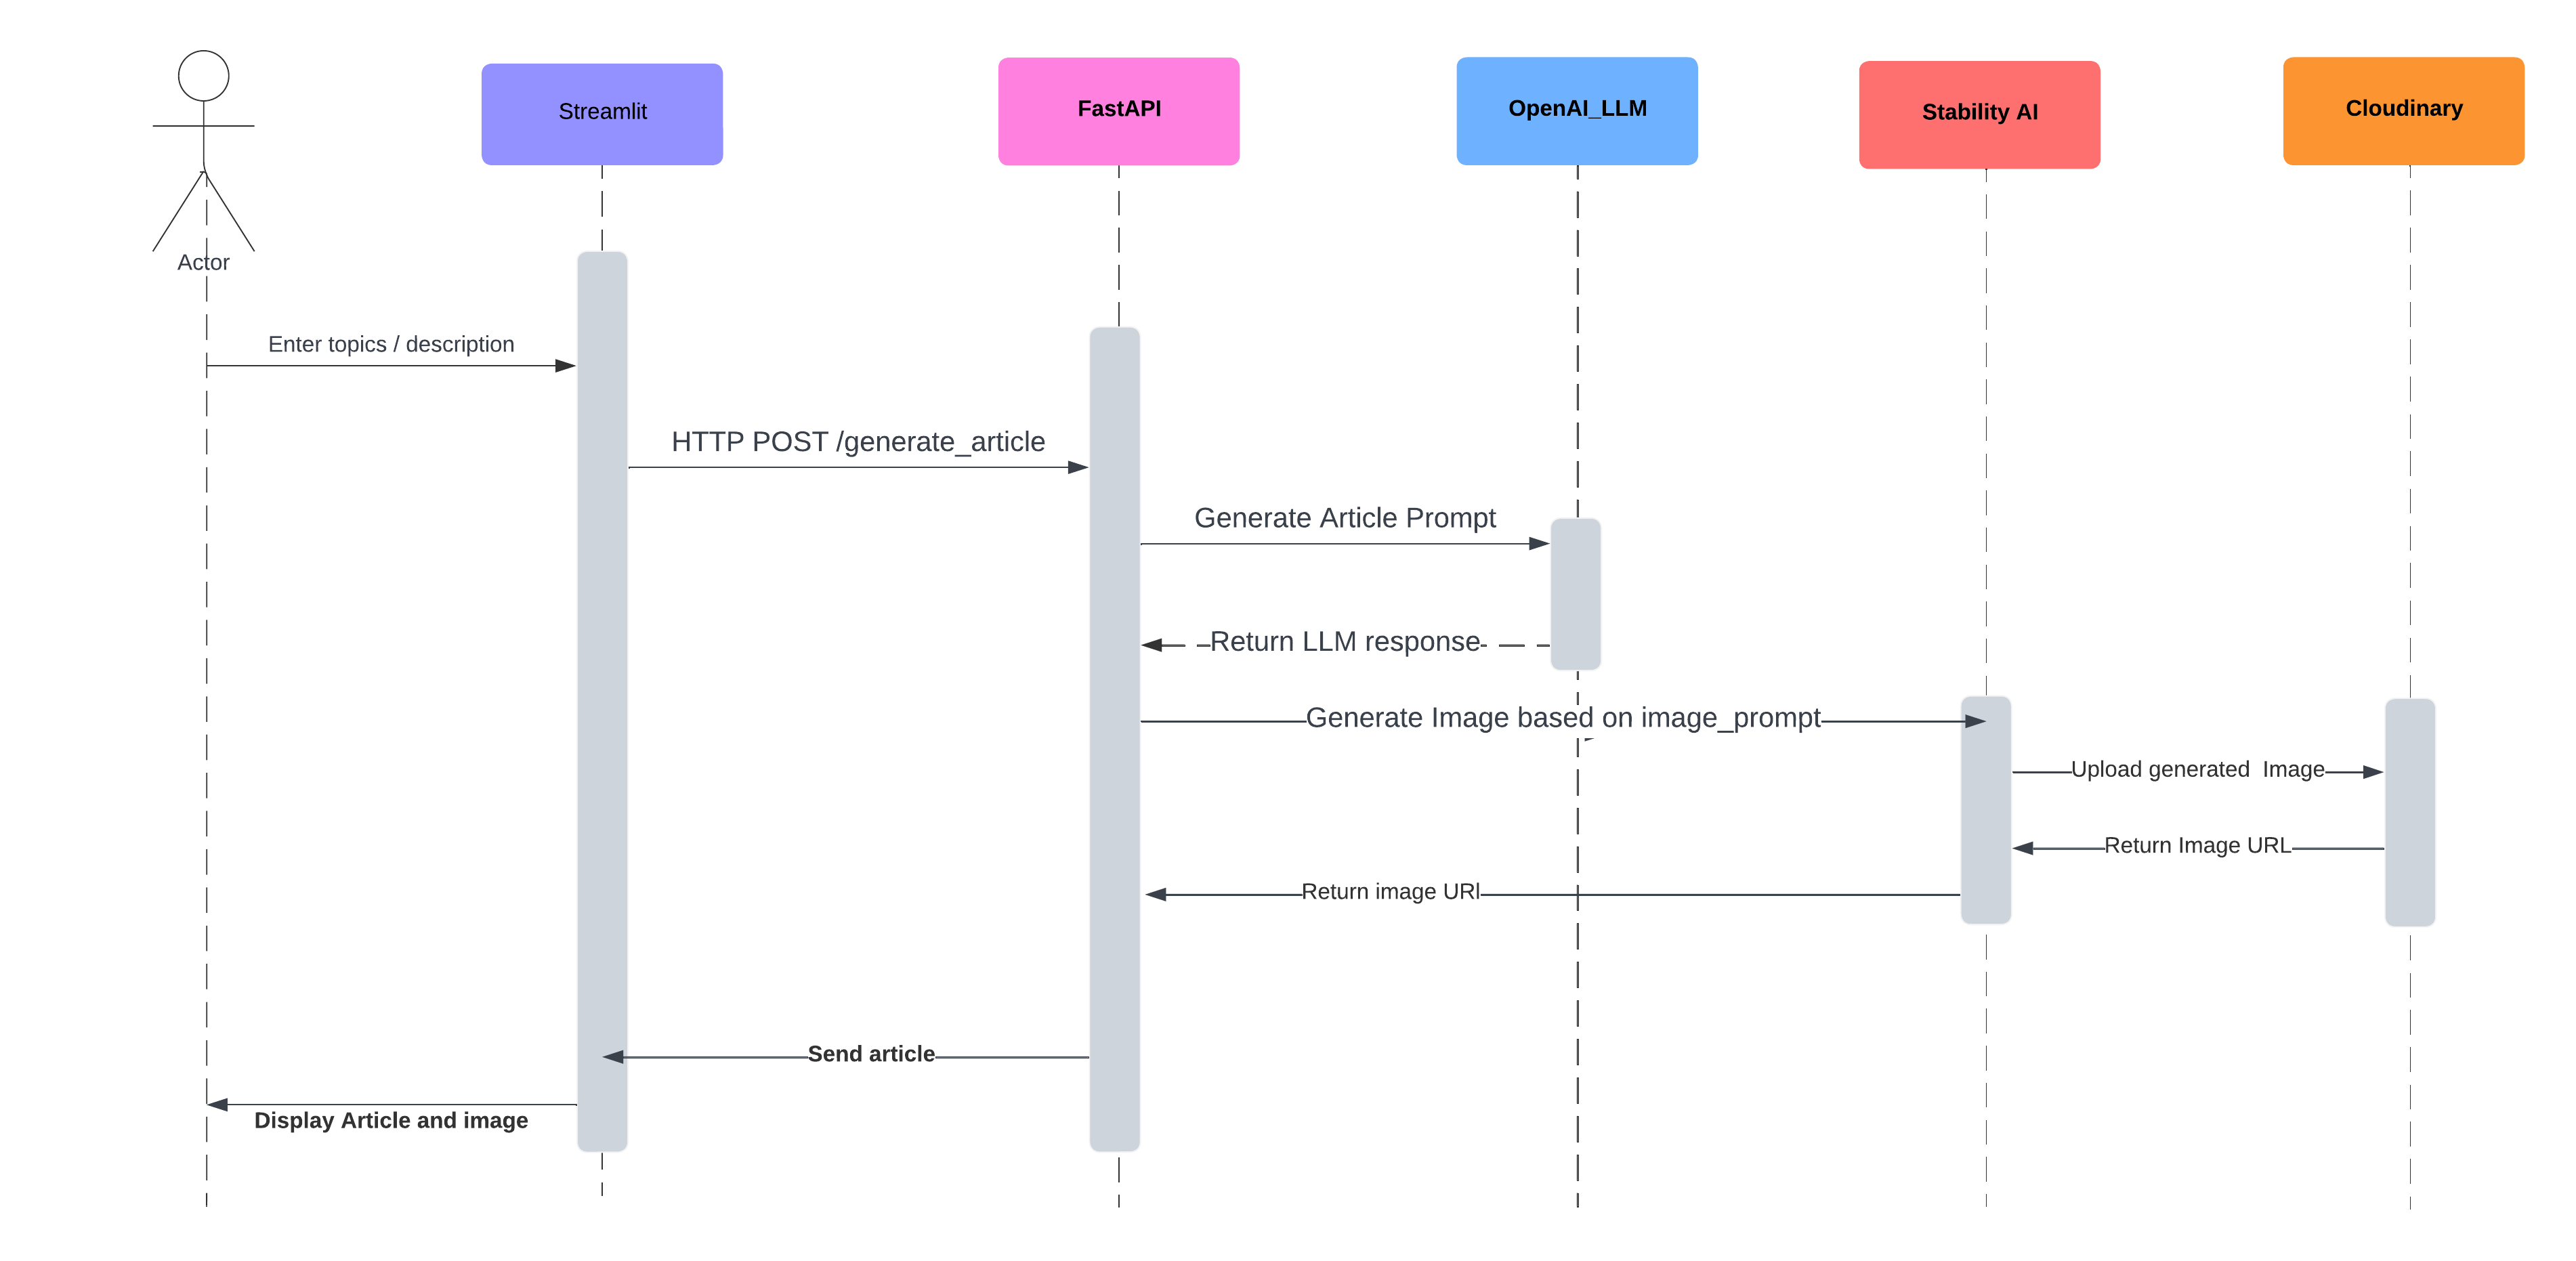 Streamlit
FastAPI
OpenAI_LLM
Stability AI
Cloudinary
Actor
Enter topics / description
HTTP POST /generate_article
Generate Article Prompt
Return LLM response
Generate Image based on image_prompt
Upload generated  Image
Return Image URL
Return image URl
Send article
Display Article and image